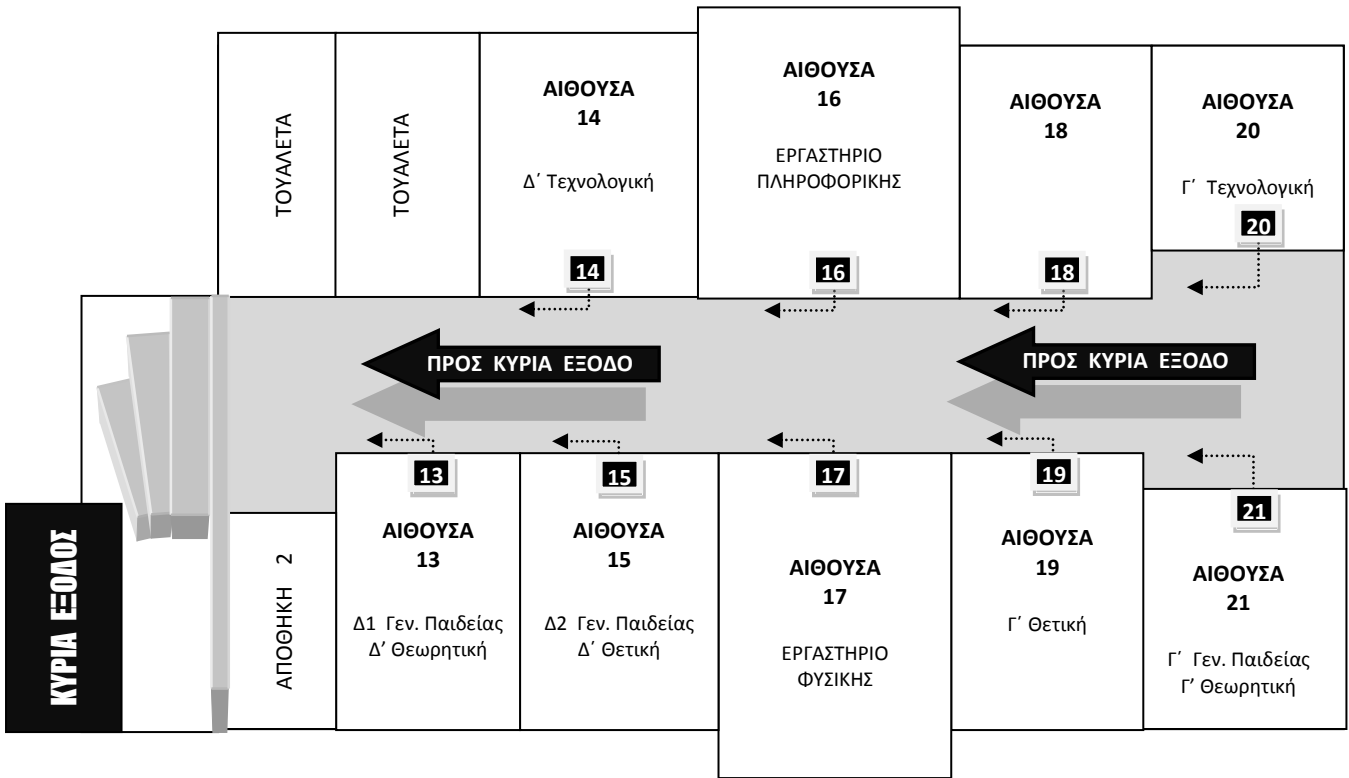 ΤΟΥΑΛΕΤΑ
ΤΟΥΑΛΕΤΑ
ΑΙΘΟΥΣΑ
14
Δ΄ Τεχνολογική
14
ΑΙΘΟΥΣΑ
16
ΕΡΓΑΣΤΗΡΙΟ
ΠΛΗΡΟΦΟΡΙΚΗΣ
16
ΑΙΘΟΥΣΑ
18
18
ΑΙΘΟΥΣΑ
20
Γ΄ Τεχνολογική
20
ΠΡΟΣ ΚΥΡΙΑ ΕΞΟΔΟ
ΠΡΟΣ ΚΥΡΙΑ ΕΞΟΔΟ
ΚΥΡΙΑ ΕΞΟΔΟΣ
ΑΠΟΘΗΚΗ 2
13
ΑΙΘΟΥΣΑ
13
Δ1 Γεν. Παιδείας
Δ’ Θεωρητική
15
ΑΙΘΟΥΣΑ
15
Δ2 Γεν. Παιδείας
Δ΄ Θετική
17
ΑΙΘΟΥΣΑ
17
ΕΡΓΑΣΤΗΡΙΟ
ΦΥΣΙΚΗΣ
19
ΑΙΘΟΥΣΑ
19
Γ΄ Θετική
21
ΑΙΘΟΥΣΑ
21
Γ΄ Γεν. Παιδείας
Γ’ Θεωρητική